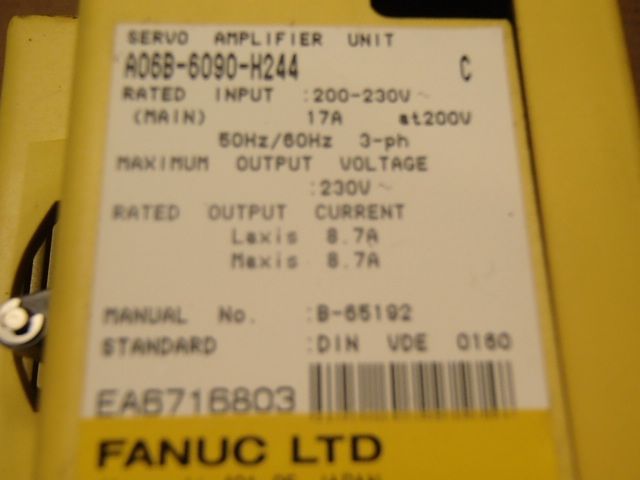 SERVO AMPLIFIER UNIT
A06B-6090-H244 C
RATED INPUT :200-230V~
(MAIN) 17A at200V
50Hz/60Hz 3-ph
MAXIMUM OUTPUT VOLTAGE
:230V~
RATED OUTPUT CURRENT
Laxis 8.7A
Maxis 8.7A
MANUAL No. :B-65192
STANDARD :DIN VDE 0160
EA6716803
FANUC LTD
JAPAN